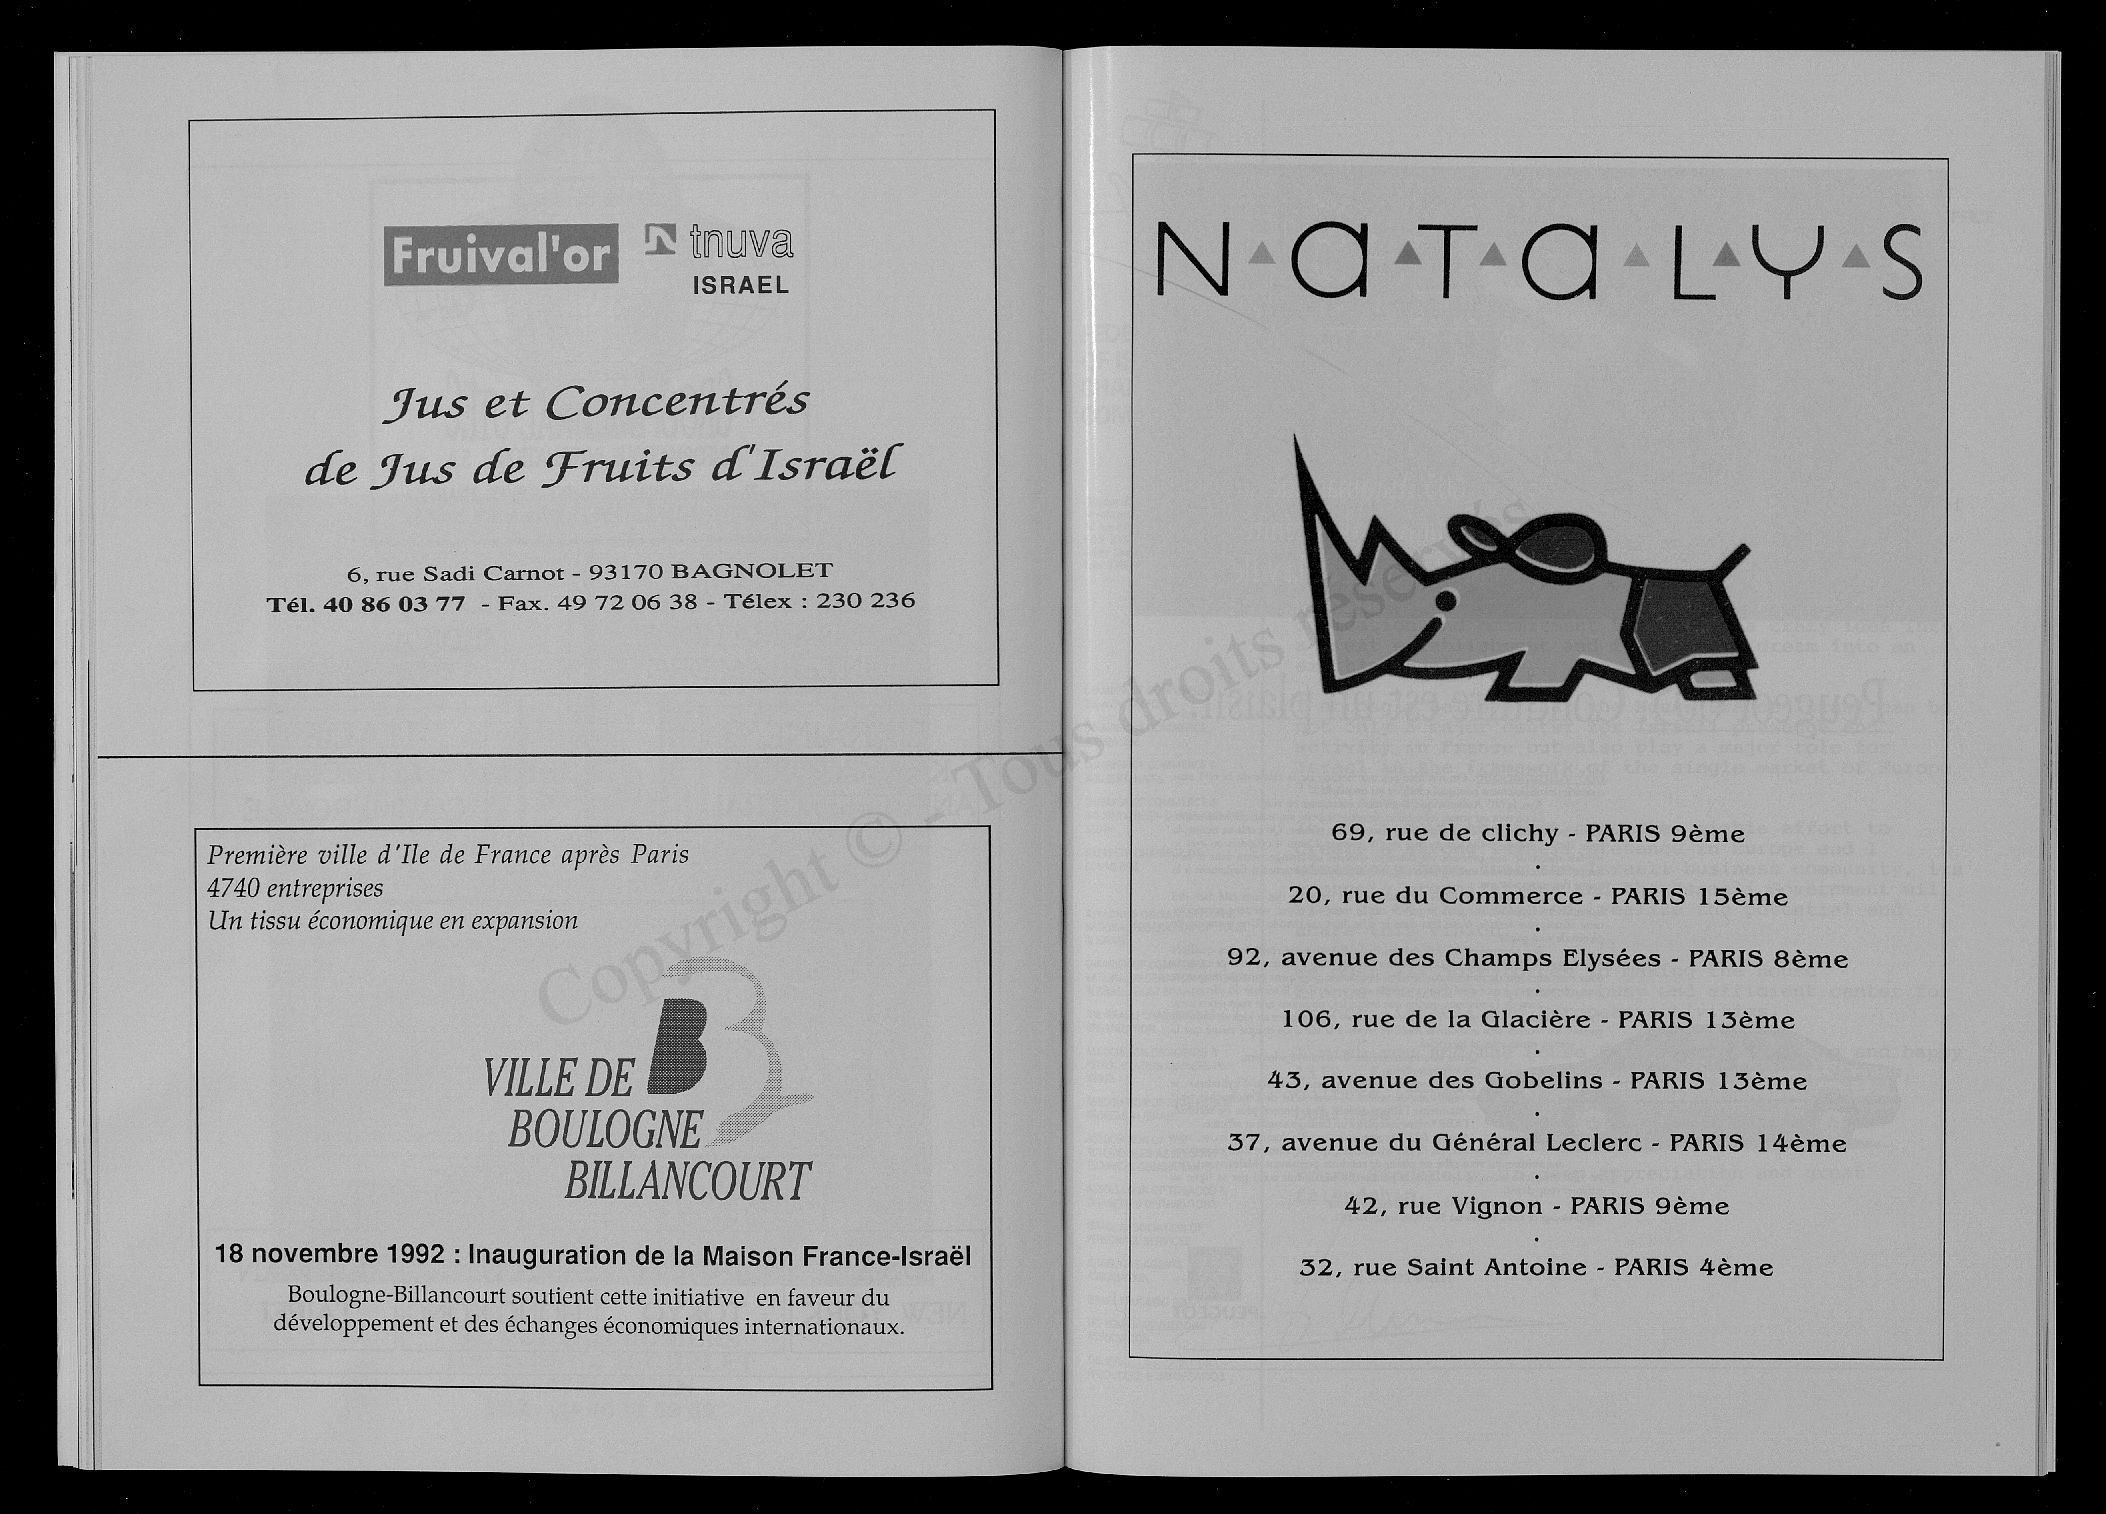 Fruival'or
tnuva
ISRAEL
Jus et Concentrés
de Jus de Fruits d'Israël
6, rue Sadi Carnot - 93170 BAGNOLET
Tél. 40 86 03 77 - Fax. 49 72 06 38 - Télex : 230 236
Première ville d'Ile de France après Paris
4740 entreprises
Un tissu économique en expansion
VILLE DE
BOULOGNE
BILLANCOURT
18 novembre 1992 : Inauguration de la Maison France-Israël
Boulogne-Billancourt soutient cette initiative en faveur du
développement et des échanges économiques internationaux.
NATALYS
69, rue de clichy - PARIS 9ème
20, rue du Commerce - PARIS 15ème
92, avenue des Champs Elysées - PARIS 8ème
106, rue de la Glacière - PARIS 13ème
43, avenue des Gobelins - PARIS 13ème
37, avenue du Général Leclerc - PARIS 14ème
42, rue Vignon - PARIS 9ème
32, rue Saint Antoine - PARIS 4ème
Copyright © - Tous droits réservés